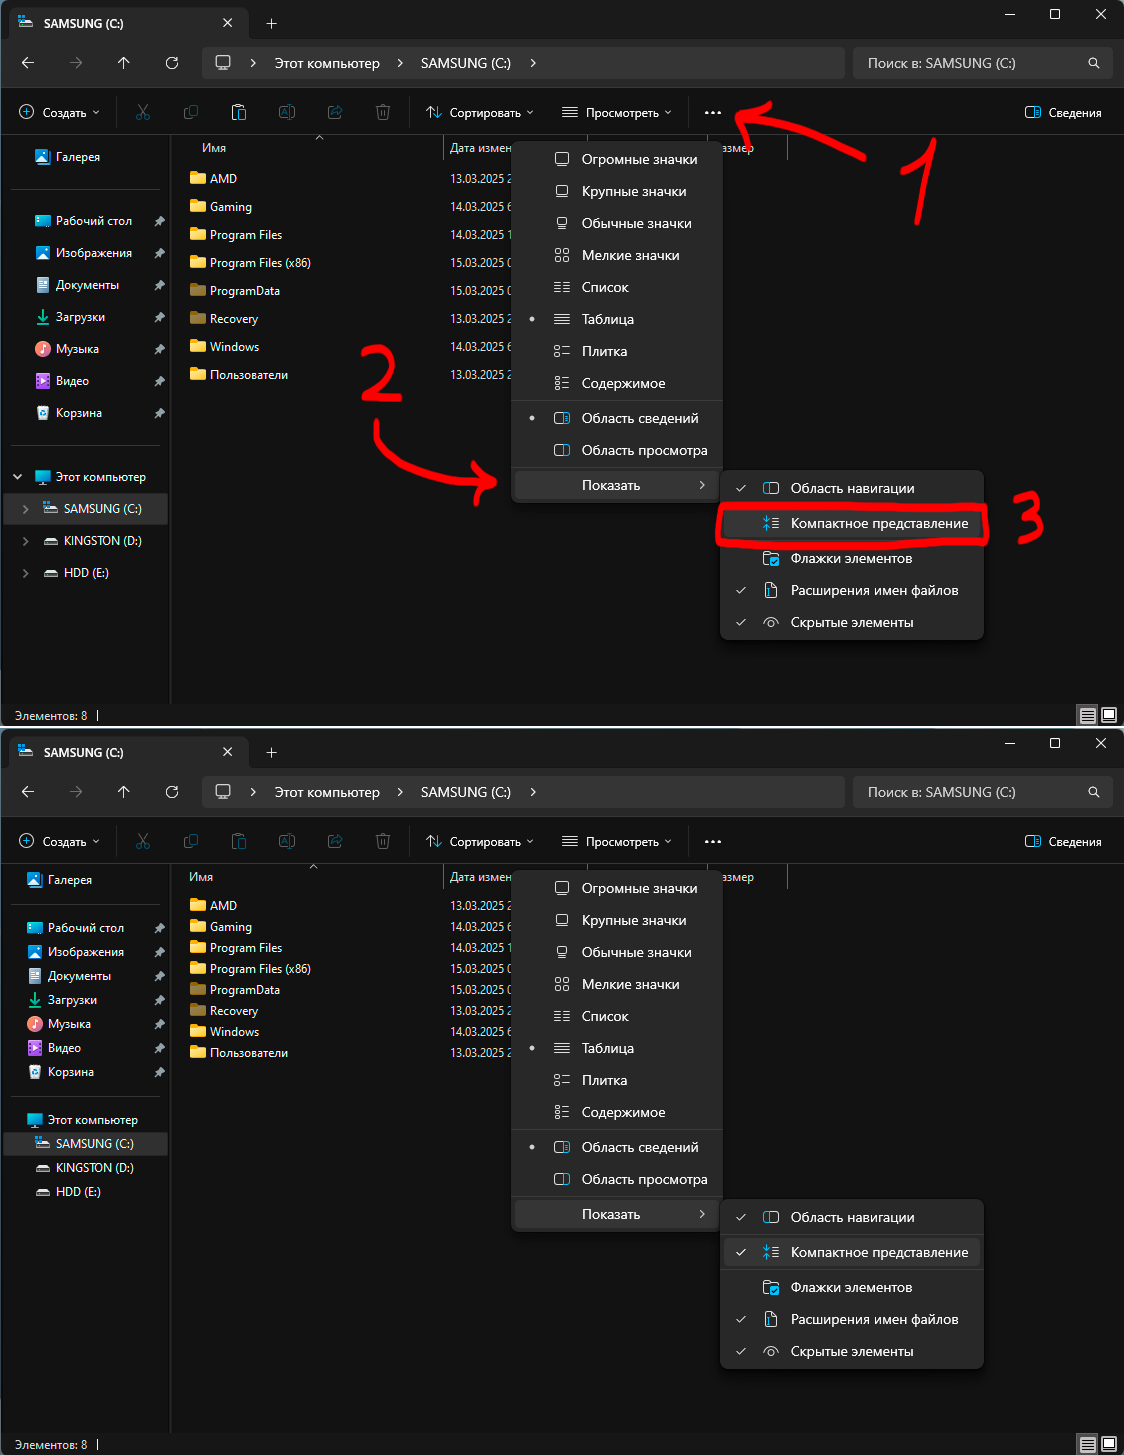 SAMSUNG (C:)
Этот компьютер SAMSUNG (C:)
Поиск в: SAMSUNG (C:)
Создать
Сортировать
Просмотреть
Сведения
1
Галерея
Рабочий стол
Изображения
Документы
Загрузки
Музыка
Видео
Корзина
Этот компьютер
SAMSUNG (C:)
KINGSTON (D:)
HDD (E:)
Имя
Дата измен
азмер
AMD 13.03.2025 2
Gaming 14.03.2025 6
Program Files 14.03.2025 1
Program Files (x86) 15.03.2025 0
ProgramData 15.03.2025 0
Recovery 13.03.2025 2
Windows 14.03.2025 6
Пользователи 13.03.2025 2
2
Огромные значки
Крупные значки
Обычные значки
Мелкие значки
Список
Таблица
Плитка
Содержимое
Область сведений
Область просмотра
Показать
Область навигации
Компактное представление
3
Флажки элементов
Расширения имен файлов
Скрытые элементы
Элементов: 8
SAMSUNG (C:)
Этот компьютер SAMSUNG (C:)
Поиск в: SAMSUNG (C:)
Создать
Сортировать
Просмотреть
Сведения
Галерея
Рабочий стол
Изображения
Документы
Загрузки
Музыка
Видео
Корзина
Этот компьютер
SAMSUNG (C:)
KINGSTON (D:)
HDD (E:)
Имя
Дата измен
азмер
AMD 13.03.2025 2
Gaming 14.03.2025 6
Program Files 14.03.2025 1
Program Files (x86) 15.03.2025 0
ProgramData 15.03.2025 0
Recovery 13.03.2025 2
Windows 14.03.2025 6
Пользователи 13.03.2025 2
Огромные значки
Крупные значки
Обычные значки
Мелкие значки
Список
Таблица
Плитка
Содержимое
Область сведений
Область просмотра
Показать
Область навигации
Компактное представление
Флажки элементов
Расширения имен файлов
Скрытые элементы
Элементов: 8